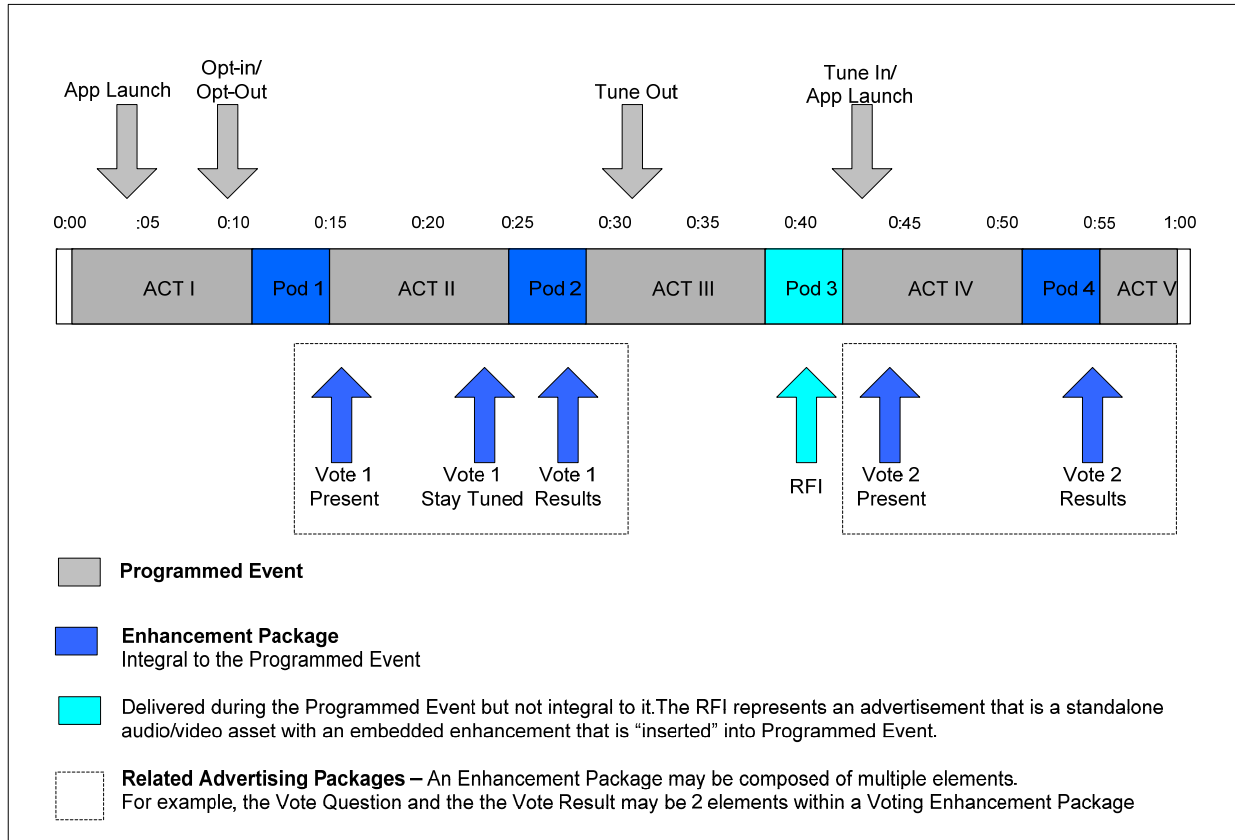 App Launch
Opt-in/
Opt-Out
Tune Out
Tune In/
App Launch
0:00 :05 0:10 0:15 0:20 0:25 0:30 0:35 0:40 0:45 0:50 0:55 1:00
ACT I Pod 1 ACT II Pod 2 ACT III Pod 3 ACT IV Pod 4 ACT V
Vote 1
Present
Vote 1
Stay Tuned
Vote 1
Results
RFI
Vote 2
Present
Vote 2
Results
Programmed Event
Enhancement Package
Integral to the Programmed Event
Delivered during the Programmed Event but not integral to it.The RFI represents an advertisement that is a standalone
audio/video asset with an embedded enhancement that is “inserted” into Programmed Event.
Related Advertising Packages – An Enhancement Package may be composed of multiple elements.
For example, the Vote Question and the the Vote Result may be 2 elements within a Voting Enhancement Package